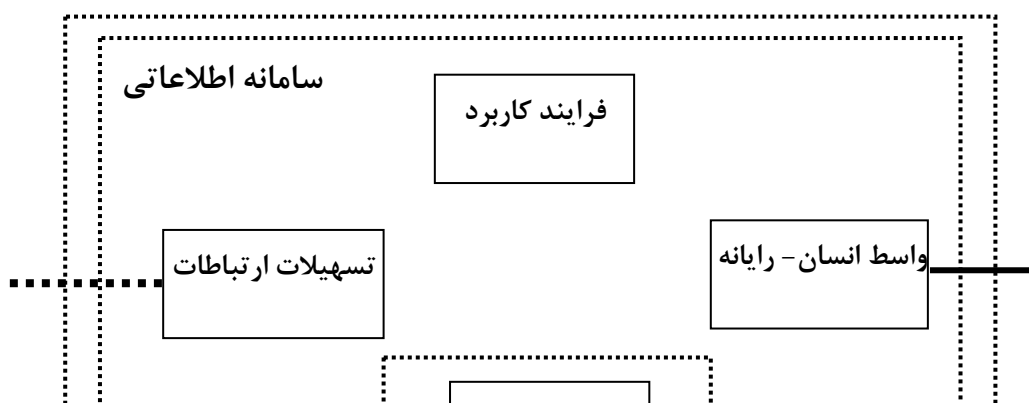 سامانه اطلاعاتی
فرایند کاربرد
واسط انسان- رایانه
تسهیلات ارتباطات